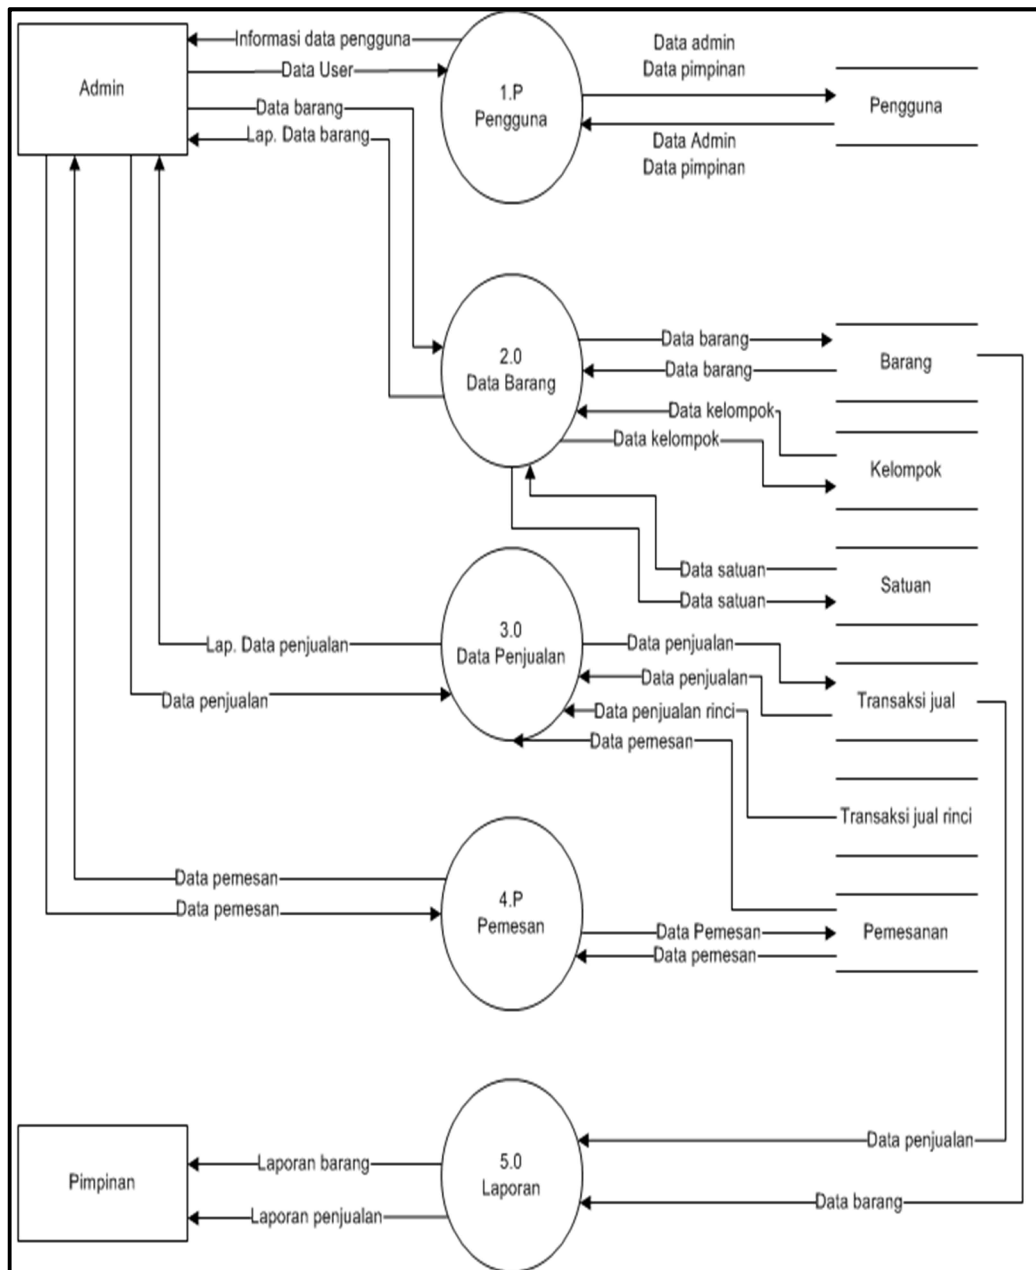 Admin
Informasi data pengguna
Data User
Data barang
Lap. Data barang
1.P
Pengguna
Data admin
Data pimpinan
Data Admin
Data pimpinan
Pengguna
2.0
Data Barang
Data barang
Data barang
Data kelompok
Data kelompok
Data satuan
Data satuan
Barang
Kelompok
Satuan
Lap. Data penjualan
Data penjualan
3.0
Data Penjualan
Data penjualan
Data penjualan
Data penjualan rinci
Data pemesan
Transaksi jual
Transaksi jual rinci
Data pemesan
Data pemesan
4.P
Pemesan
Data Pemesan
Data pemesan
Pemesanan
Pimpinan
Laporan barang
Laporan penjualan
5.0
Laporan
Data penjualan
Data barang